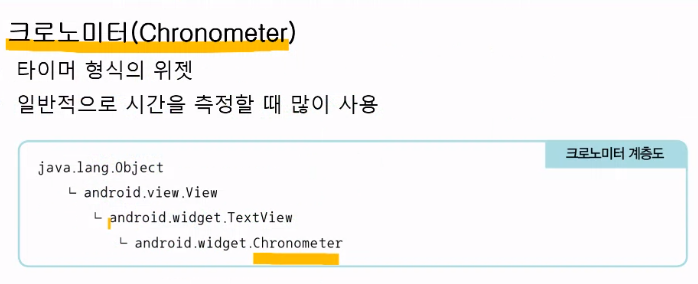 크로노미터(Chronometer)
타이머 형식의 위젯
일반적으로 시간을 측정할 때 많이 사용
크로노미터 계층도
java.lang.Object
└ android.view.View
└ android.widget.TextView
└ android.widget.Chronometer